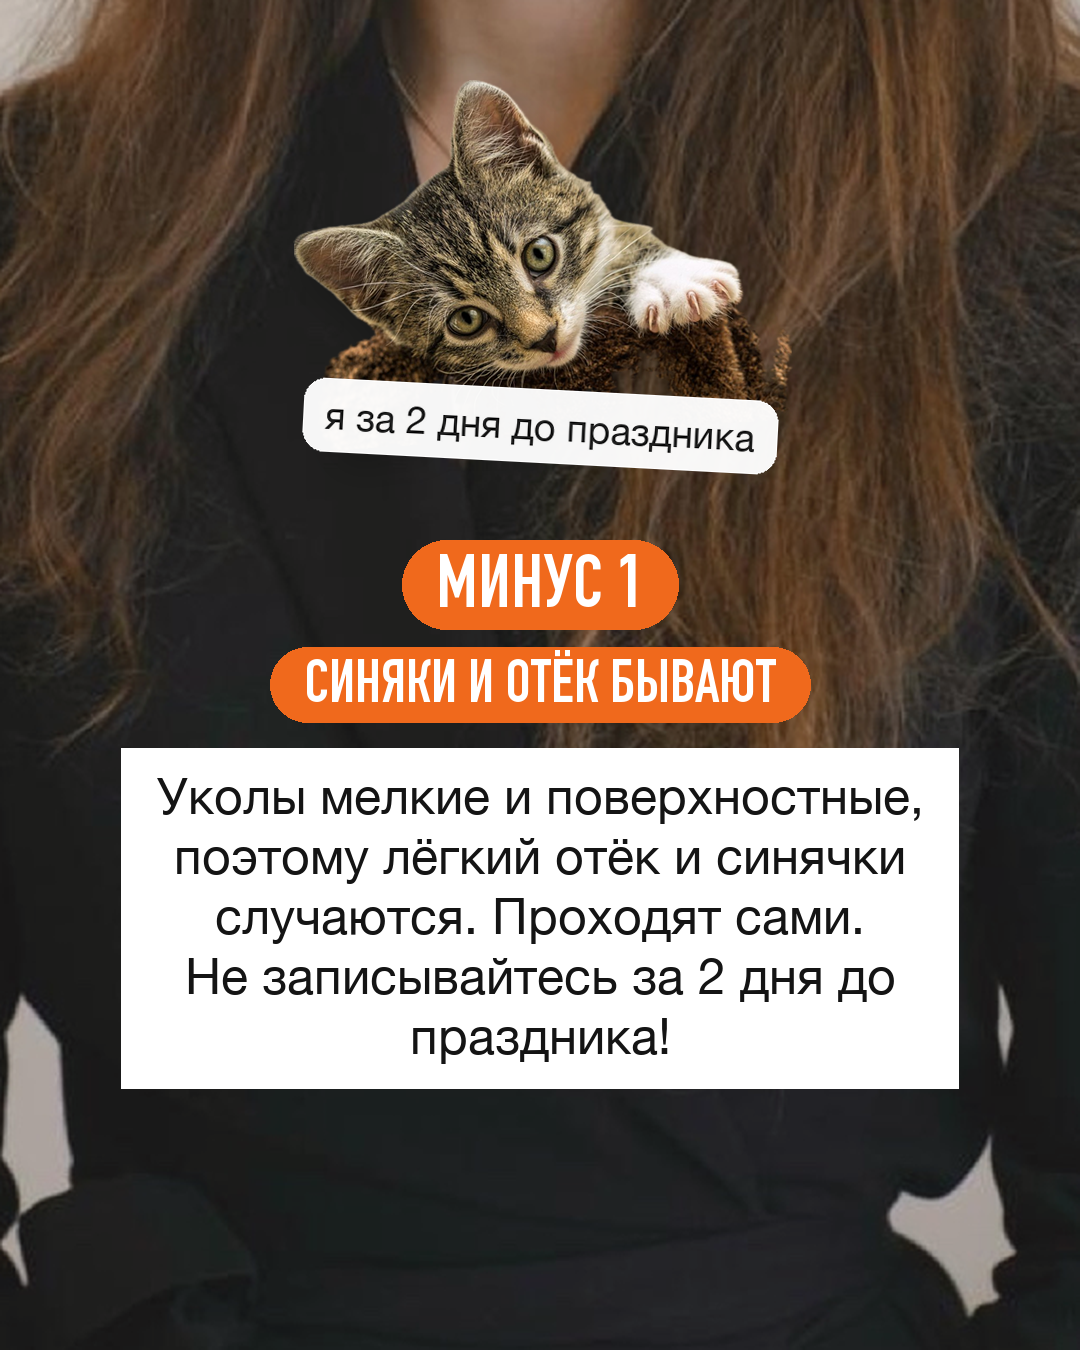 я за 2 дня до праздника
МИНУС 1
СИНЯКИ И ОТЁК БЫВАЮТ
Уколы мелкие и поверхностные,
поэтому лёгкий отёк и синячки
случаются. Проходят сами.
Не записывайтесь за 2 дня до
праздника!